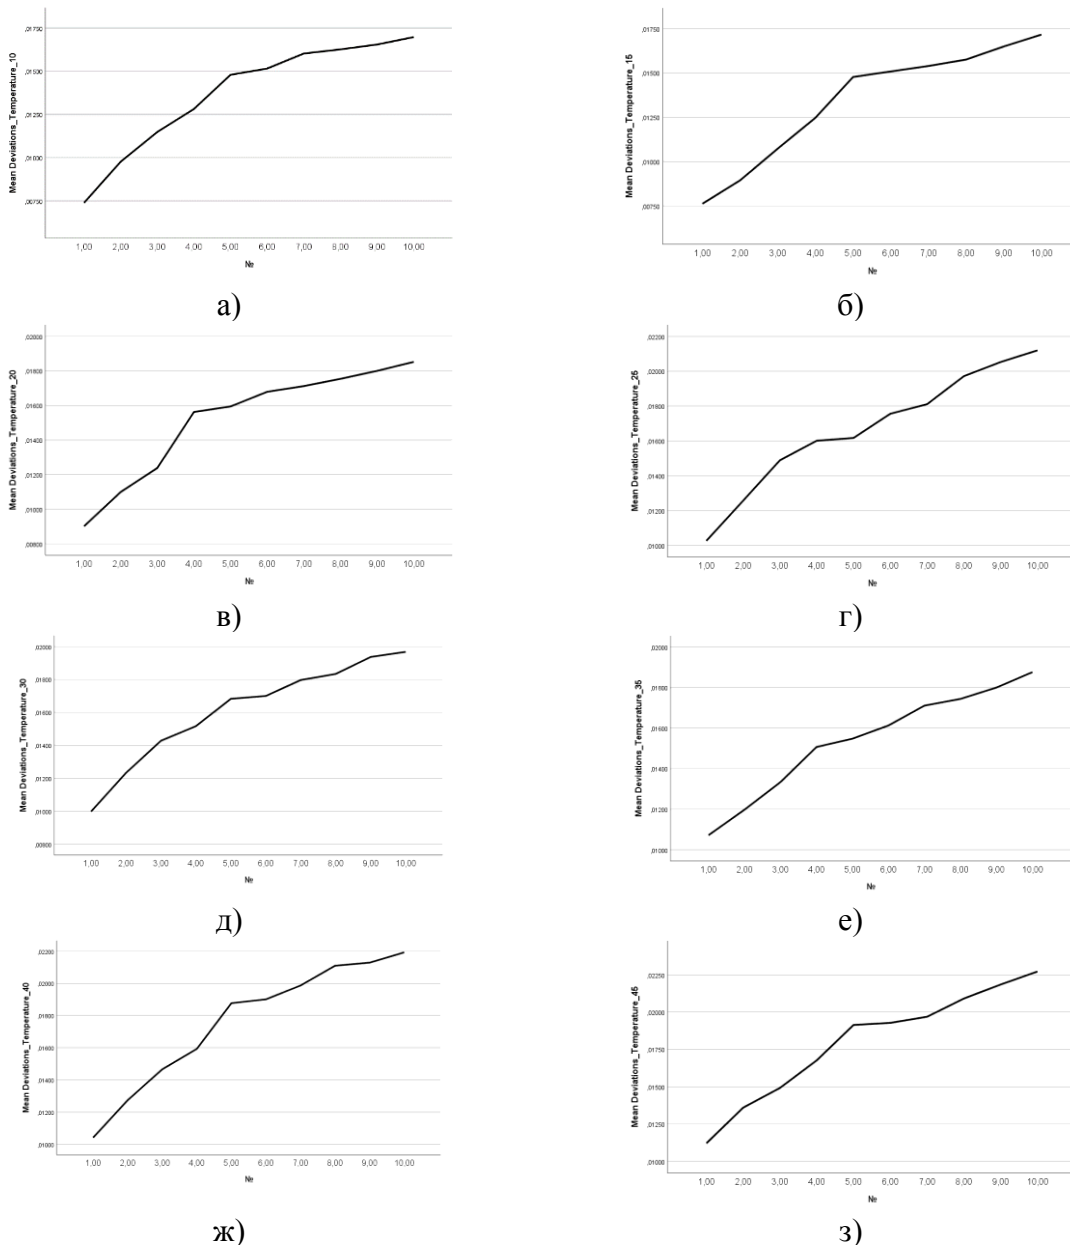 Mean Deviations_Temperature_10
,01750
,01500
,01250
,01000
,00750
1,00 2,00 3,00 4,00 5,00 6,00 7,00 8,00 9,00 10,00
№
а)
Mean Deviations_Temperature_15
,01750
,01500
,01250
,01000
,00750
1,00 2,00 3,00 4,00 5,00 6,00 7,00 8,00 9,00 10,00
№
б)
Mean Deviations_Temperature_20
,02000
,01800
,01600
,01400
,01200
,01000
,00800
1,00 2,00 3,00 4,00 5,00 6,00 7,00 8,00 9,00 10,00
№
в)
Mean Deviations_Temperature_25
,02200
,02000
,01800
,01600
,01400
,01200
,01000
1,00 2,00 3,00 4,00 5,00 6,00 7,00 8,00 9,00 10,00
№
г)
Mean Deviations_Temperature_30
,02000
,01800
,01600
,01400
,01200
,01000
,00800
1,00 2,00 3,00 4,00 5,00 6,00 7,00 8,00 9,00 10,00
№
д)
Mean Deviations_Temperature_35
,02000
,01800
,01600
,01400
,01200
,01000
1,00 2,00 3,00 4,00 5,00 6,00 7,00 8,00 9,00 10,00
№
е)
Mean Deviations_Temperature_40
,02200
,02000
,01800
,01600
,01400
,01200
,01000
1,00 2,00 3,00 4,00 5,00 6,00 7,00 8,00 9,00 10,00
№
ж)
Mean Deviations_Temperature_45
,02250
,02000
,01750
,01500
,01250
,01000
1,00 2,00 3,00 4,00 5,00 6,00 7,00 8,00 9,00 10,00
№
з)